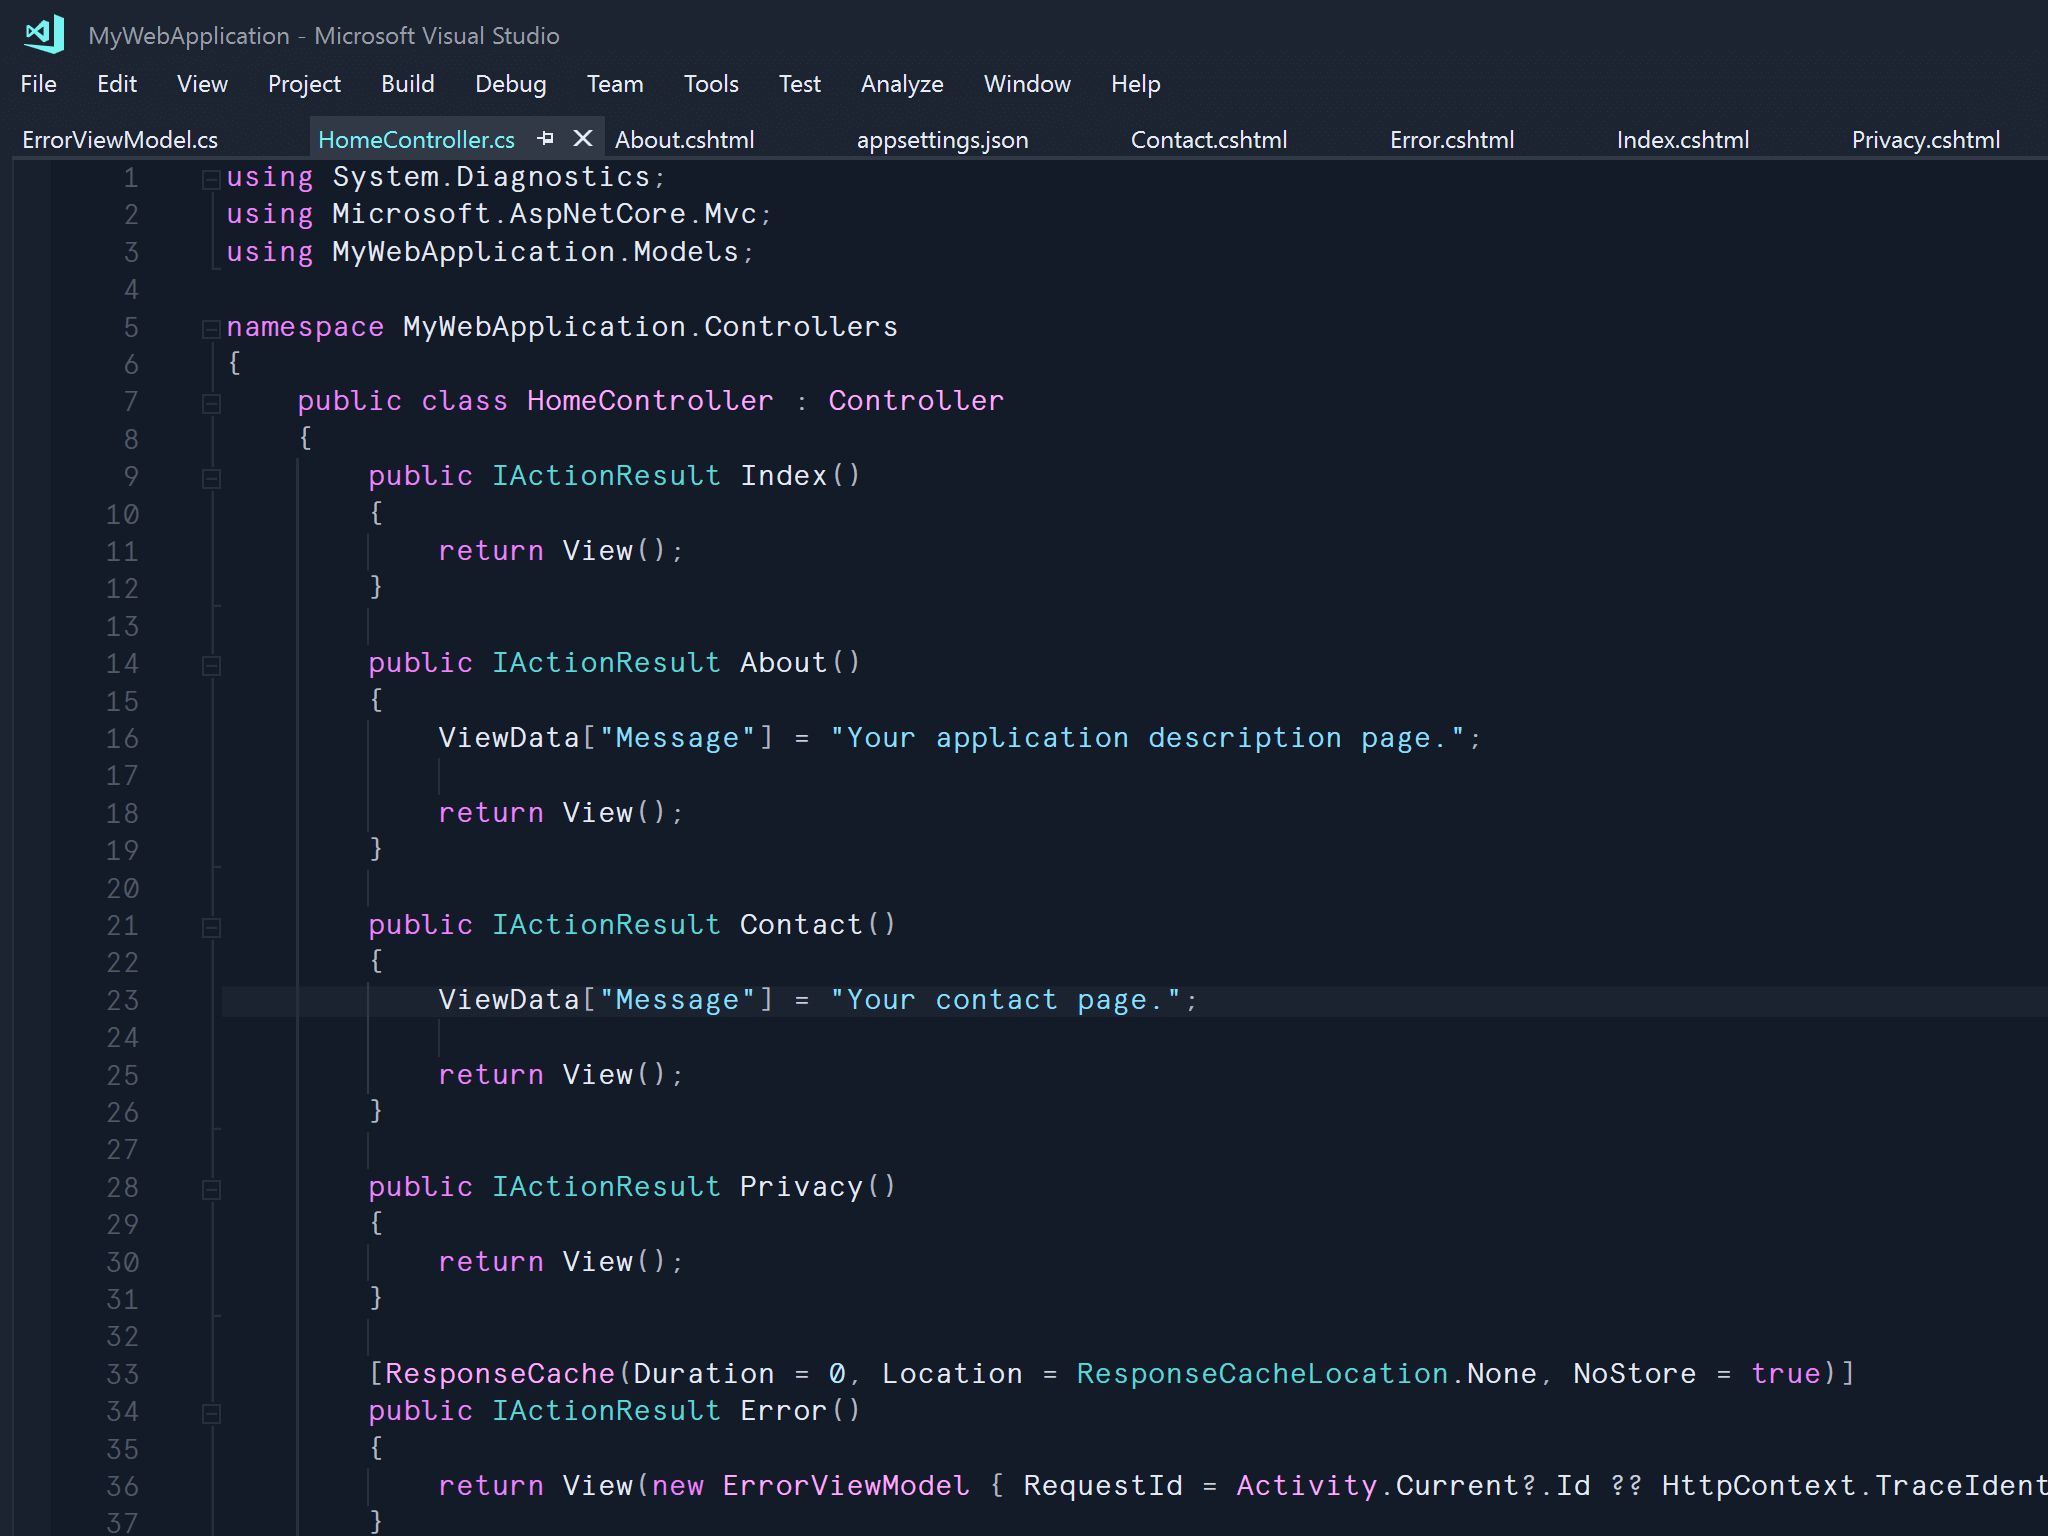 MyWebApplication - Microsoft Visual Studio
File Edit View Project Build Debug Team Tools Test Analyze Window Help
ErrorViewModel.cs HomeController.cs About.cshtml appsettings.json Contact.cshtml Error.cshtml Index.cshtml Privacy.cshtml
1 using System.Diagnostics;
2 using Microsoft.AspNetCore.Mvc;
3 using MyWebApplication.Models;
4
5 namespace MyWebApplication.Controllers
6 {
7 public class HomeController : Controller
8 {
9 public IActionResult Index()
10 {
11 return View();
12 }
13
14 public IActionResult About()
15 {
16 ViewData["Message"] = "Your application description page.";
17
18 return View();
19 }
20
21 public IActionResult Contact()
22 {
23 ViewData["Message"] = "Your contact page.";
24
25 return View();
26 }
27
28 public IActionResult Privacy()
29 {
30 return View();
31 }
32
33 [ResponseCache(Duration = 0, Location = ResponseCacheLocation.None, NoStore = true)]
34 public IActionResult Error()
35 {
36 return View(new ErrorViewModel { RequestId = Activity.Current?.Id ?? HttpContext.TraceIdent
37 }